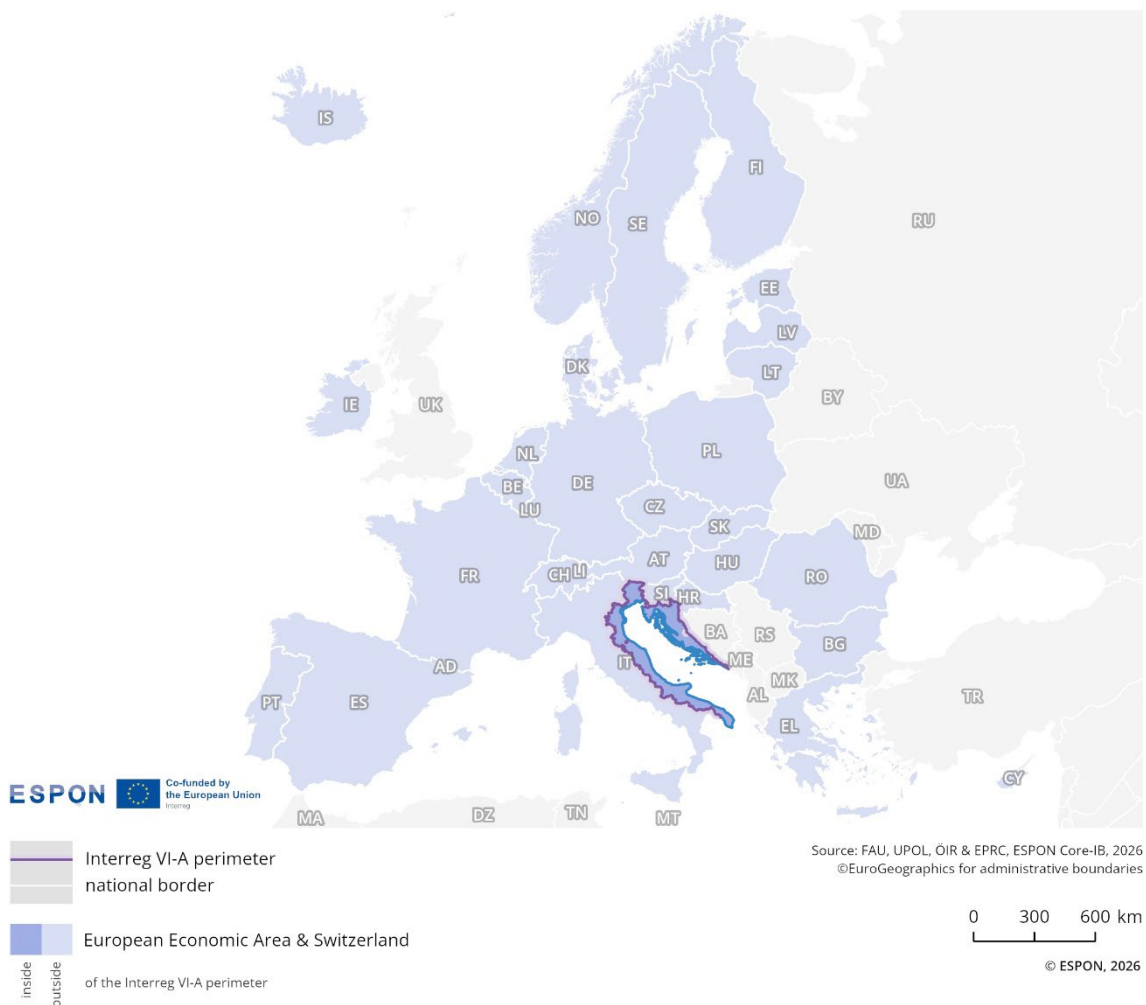 IS
FI
NO
SE
RU
EE
LV
DK
LT
IE
UK
BY
NL
PL
BE
DE
UA
LU
CZ
SK
MD
AT
HU
FR
CH
LI
RO
SI
HR
BA
RS
BG
IT
ME
AD
MK
AL
PT
ES
TR
EL
CY
MA
DZ
TN
MT
ESPON
Co-funded by
the European Union
Interreg
Interreg VI-A perimeter
national border
European Economic Area & Switzerland
inside
outside
of the Interreg VI-A perimeter
Source: FAU, UPOL, ÖIR & EPRC, ESPON Core-IB, 2026
©EuroGeographics for administrative boundaries
0 300 600 km
© ESPON, 2026